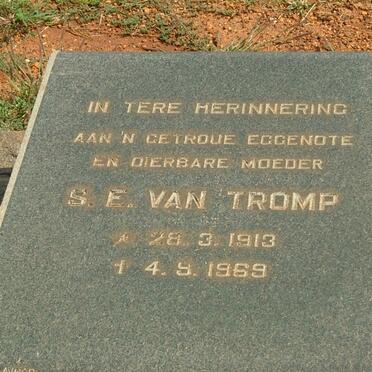 IN TERE HERINNERING
AAN 'N GETROUE EGGENOTE
EN DIERBARE MOEDER
S. E. VAN TROMP
* 28. 3. 1913
† 4. 9. 1969